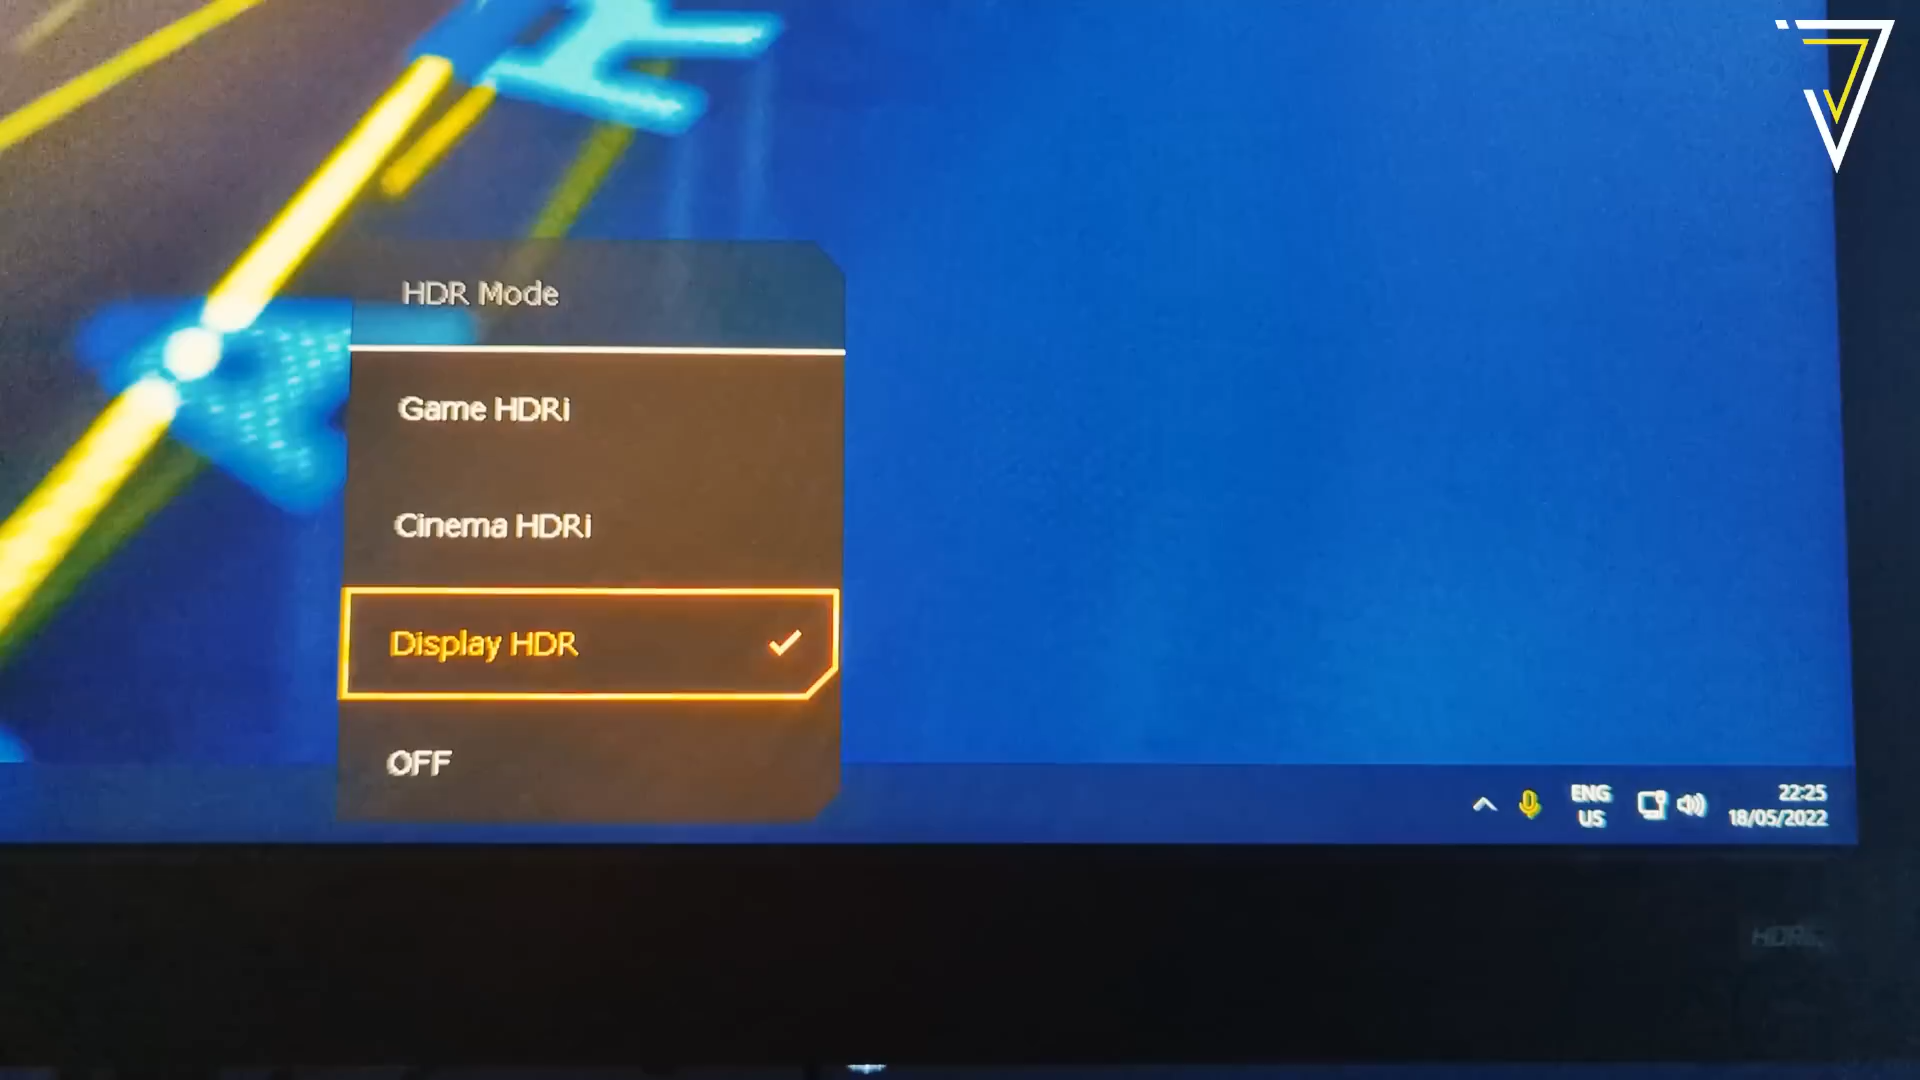 HDR Mode
Game HDRi
Cinema HDRi
Display HDR
OFF
ENG
US
22:25
18/05/2022